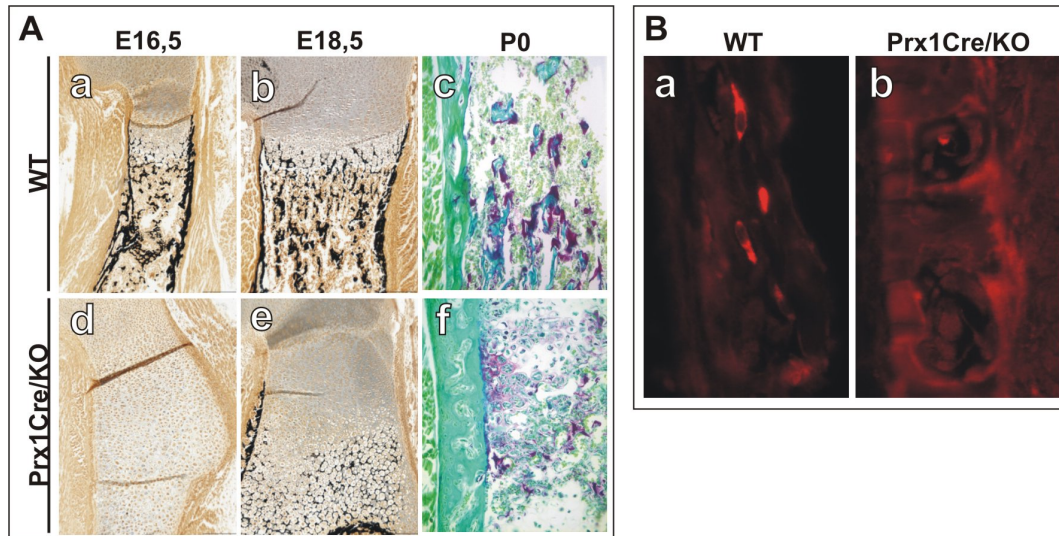 A
E16,5 E18,5 P0
WT
a b c
Prx1Cre/KO
d e f
B
WT Prx1Cre/KO
a b